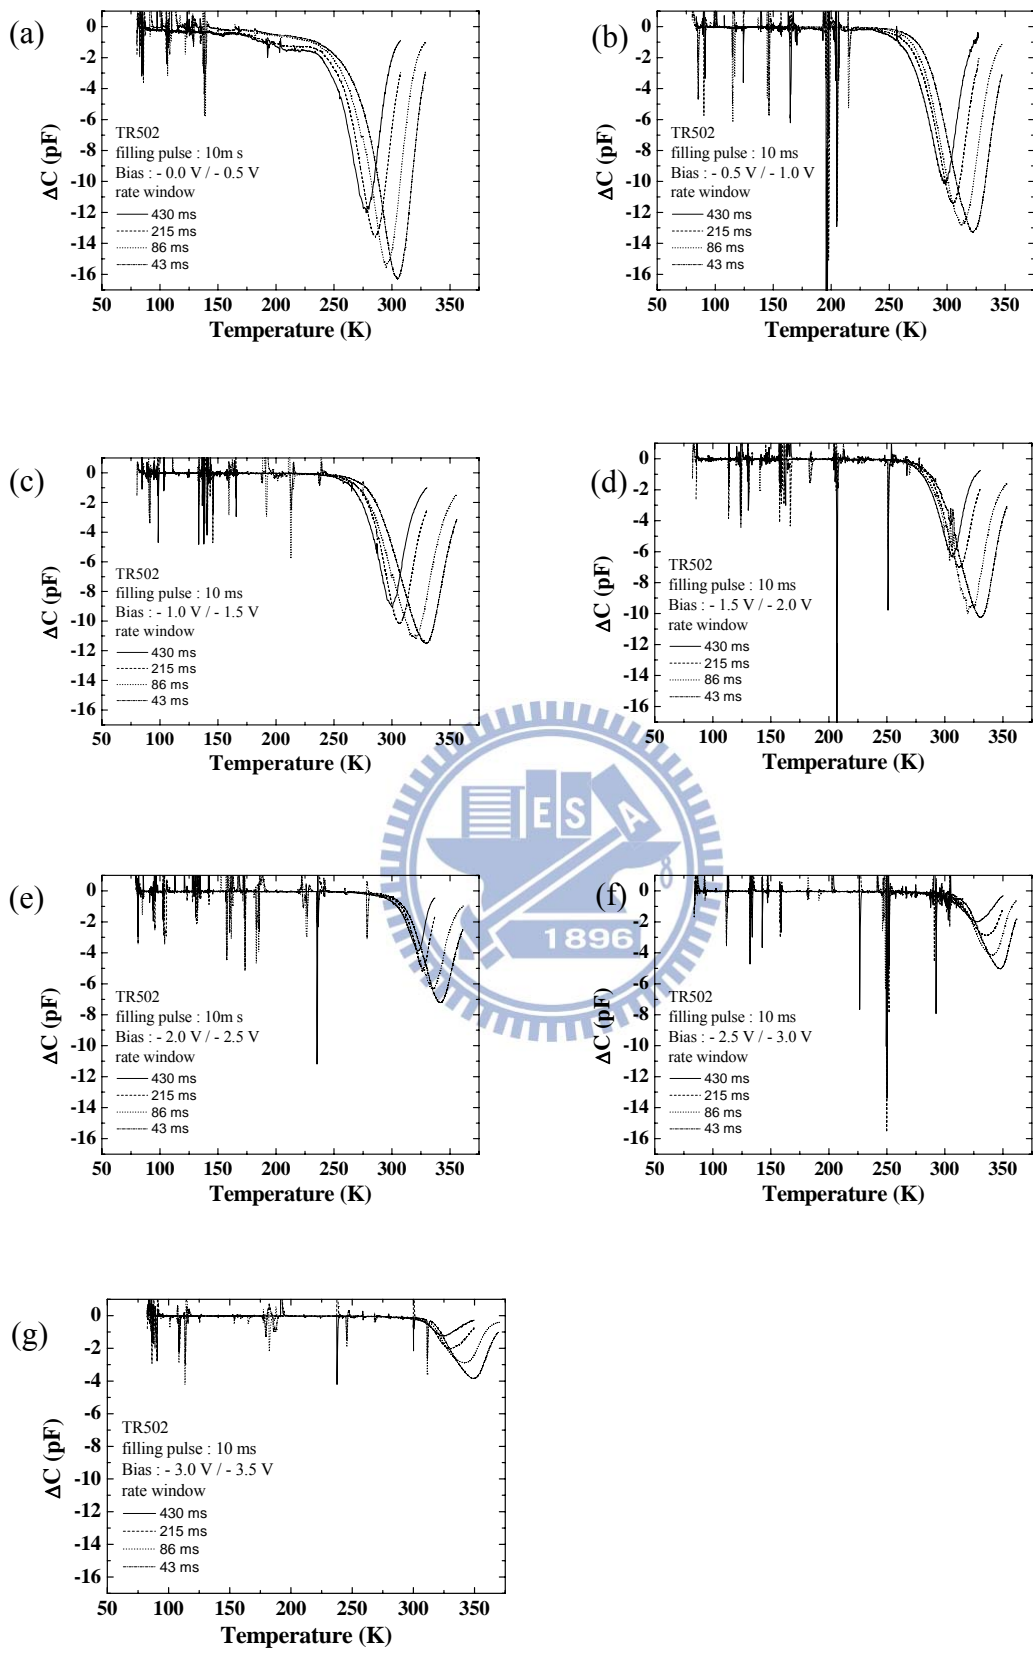 (a)
0
-2
-4
-6
-8
-10
-12
-14
-16
ΔC (pF)
TR502
filling pulse : 10m s
Bias : - 0.0 V / - 0.5 V
rate window
430 ms
215 ms
86 ms
43 ms
50 100 150 200 250 300 350
Temperature (K)
(b)
0
-2
-4
-6
-8
-10
-12
-14
-16
ΔC (pF)
TR502
filling pulse : 10 ms
Bias : - 0.5 V / - 1.0 V
rate window
430 ms
215 ms
86 ms
43 ms
50 100 150 200 250 300 350
Temperature (K)
(c)
0
-2
-4
-6
-8
-10
-12
-14
-16
ΔC (pF)
TR502
filling pulse : 10 ms
Bias : - 1.0 V / - 1.5 V
rate window
430 ms
215 ms
86 ms
43 ms
50 100 150 200 250 300 350
Temperature (K)
(d)
0
-2
-4
-6
-8
-10
-12
-14
-16
ΔC (pF)
TR502
filling pulse : 10 ms
Bias : - 1.5 V / - 2.0 V
rate window
430 ms
215 ms
86 ms
43 ms
50 100 150 200 250 300 350
Temperature (K)
E S A
1896
(e)
0
-2
-4
-6
-8
-10
-12
-14
-16
ΔC (pF)
TR502
filling pulse : 10m s
Bias : - 2.0 V / - 2.5 V
rate window
430 ms
215 ms
86 ms
43 ms
50 100 150 200 250 300 350
Temperature (K)
(f)
0
-2
-4
-6
-8
-10
-12
-14
-16
ΔC (pF)
TR502
filling pulse : 10 ms
Bias : - 2.5 V / - 3.0 V
rate window
430 ms
215 ms
86 ms
43 ms
50 100 150 200 250 300 350
Temperature (K)
(g)
0
-2
-4
-6
-8
-10
-12
-14
-16
ΔC (pF)
TR502
filling pulse : 10 ms
Bias : - 3.0 V / - 3.5 V
rate window
430 ms
215 ms
86 ms
43 ms
50 100 150 200 250 300 350
Temperature (K)